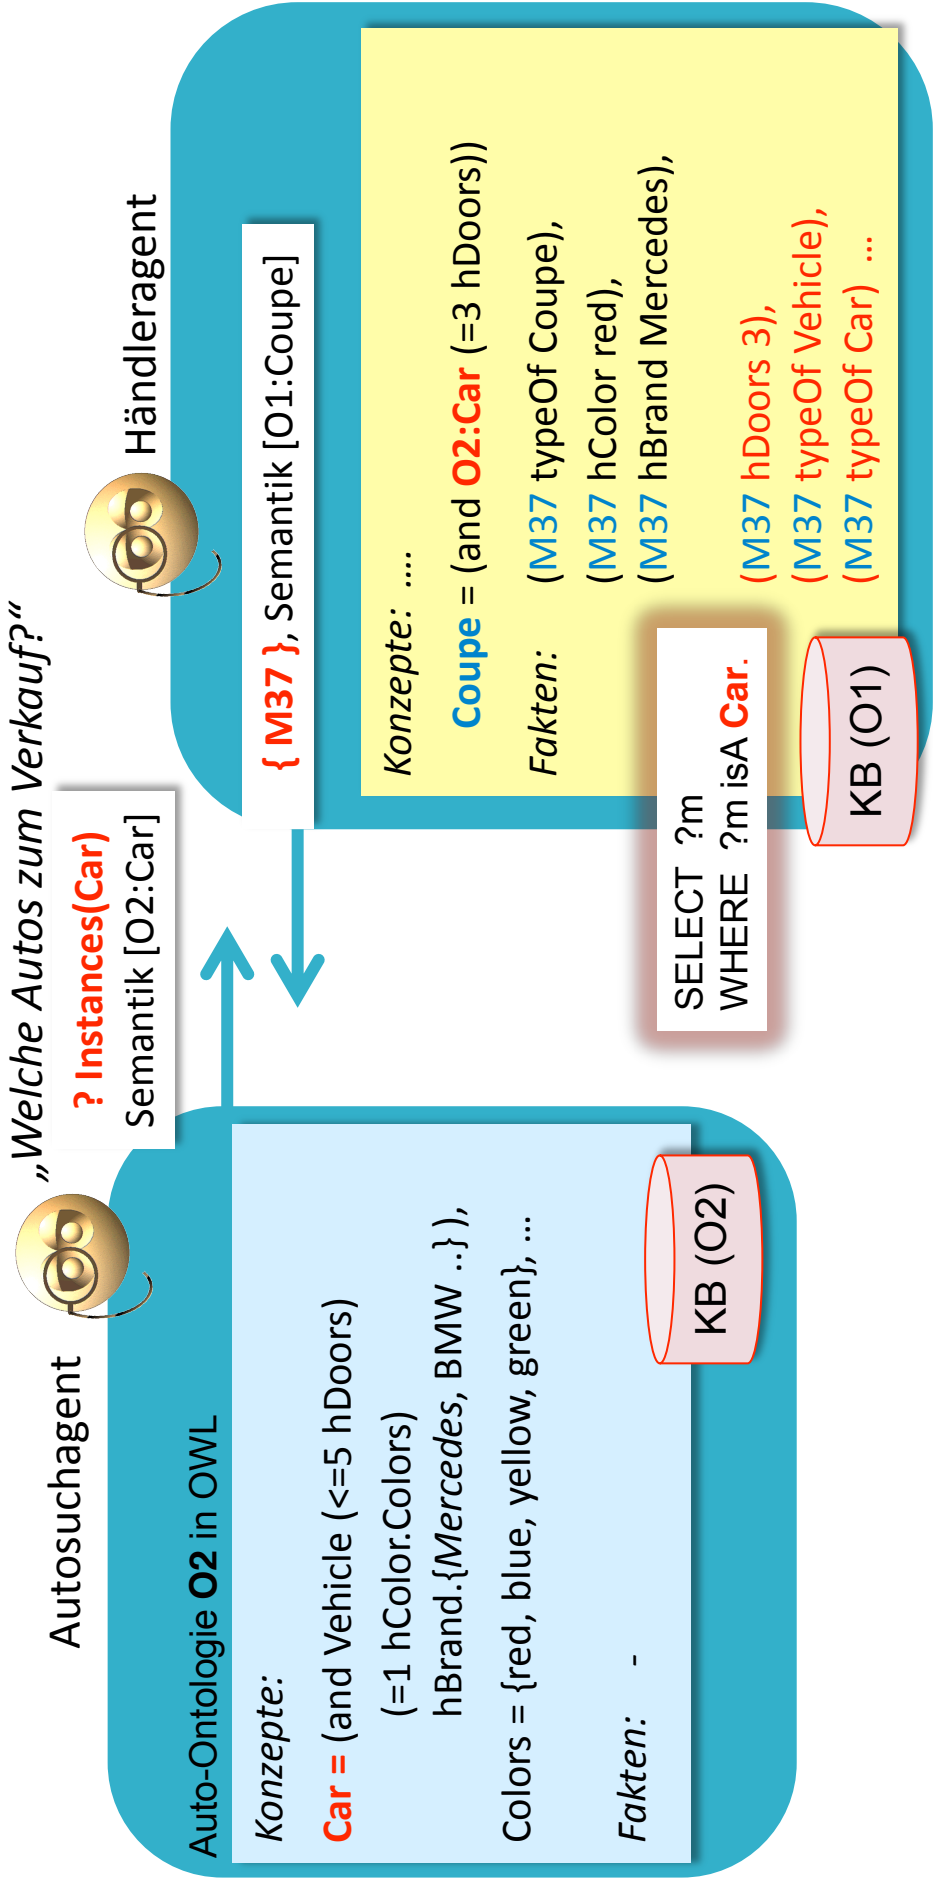 „Welche Autos zum Verkauf?“
Autosuchagent
Händleragent
? Instances(Car)
Semantik [O2:Car]
Auto-Ontologie O2 in OWL
Konzepte:
Car = (and Vehicle (<=5 hDoors)
(=1 hColor.Colors)
hBrand.{Mercedes, BMW ..} ),
Colors = {red, blue, yellow, green}, ...
Fakten: -
KB (O2)
{ M37 }, Semantik [O1:Coupe]
Konzepte: ....
Coupe = (and O2:Car (=3 hDoors))
Fakten: (M37 typeOf Coupe),
(M37 hColor red),
(M37 hBrand Mercedes),
(M37 hDoors 3),
(M37 typeOf Vehicle),
(M37 typeOf Car) ...
SELECT ?m
WHERE ?m isA Car.
KB (O1)